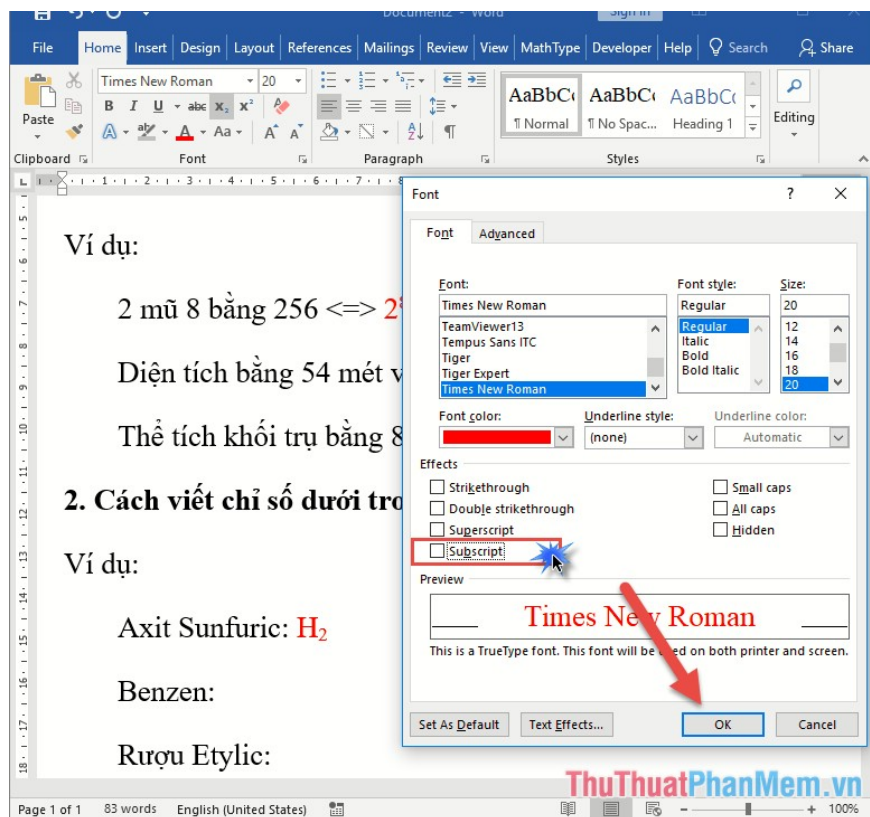 Document2 - Word
Sign in
File Home Insert Design Layout References Mailings Review View MathType Developer Help Search Share
Paste
Times New Roman 20
B I U abc X₂ X²
A aby A Aa A A
AaBbCc AaBbCc AaBbCc
¶ Normal ¶ No Spac... Heading 1
Editing
Clipboard Font Paragraph Styles
Ví dụ:
2 mũ 8 bằng 256 <=> 2⁸
Diện tích bằng 54 mét
Thể tích khối trụ bằng 8
2. Cách viết chỉ số dưới
Ví dụ:
Axit Sunfuric: H₂
Benzen:
Rượu Etylic:
Font ? ×
Font Advanced
Font: Font style: Size:
Times New Roman Regular 20
TeamViewer13 Regular 12
Tempus Sans ITC Italic 14
Tiger Bold 16
Tiger Expert Bold Italic 18
Times New Roman 20
Font color: Underline style: Underline color:
(none) Automatic
Effects
Strikethrough Small caps
Double strikethrough All caps
Superscript Hidden
Subscript
Preview
Times New Roman
This is a TrueType font. This font will be used on both printer and screen.
Set As Default Text Effects... OK Cancel
ThuThuatPhanMem.vn
Page 1 of 1 83 words English (United States) 100%